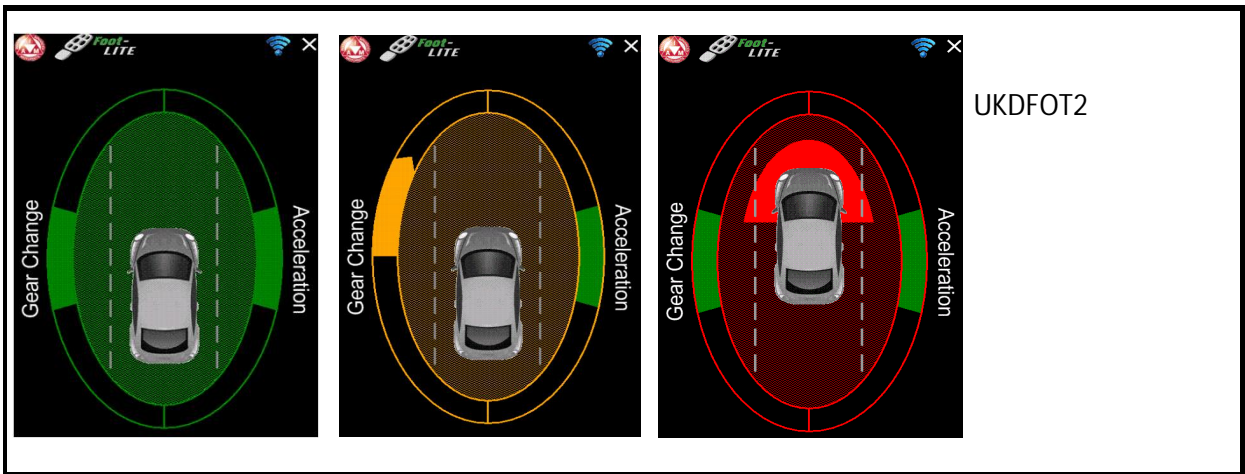 Foot-
LITE
×
Gear Change
Acceleration
Foot-
LITE
×
Gear Change
Acceleration
Foot-
LITE
×
Gear Change
Acceleration
UKDFOT2